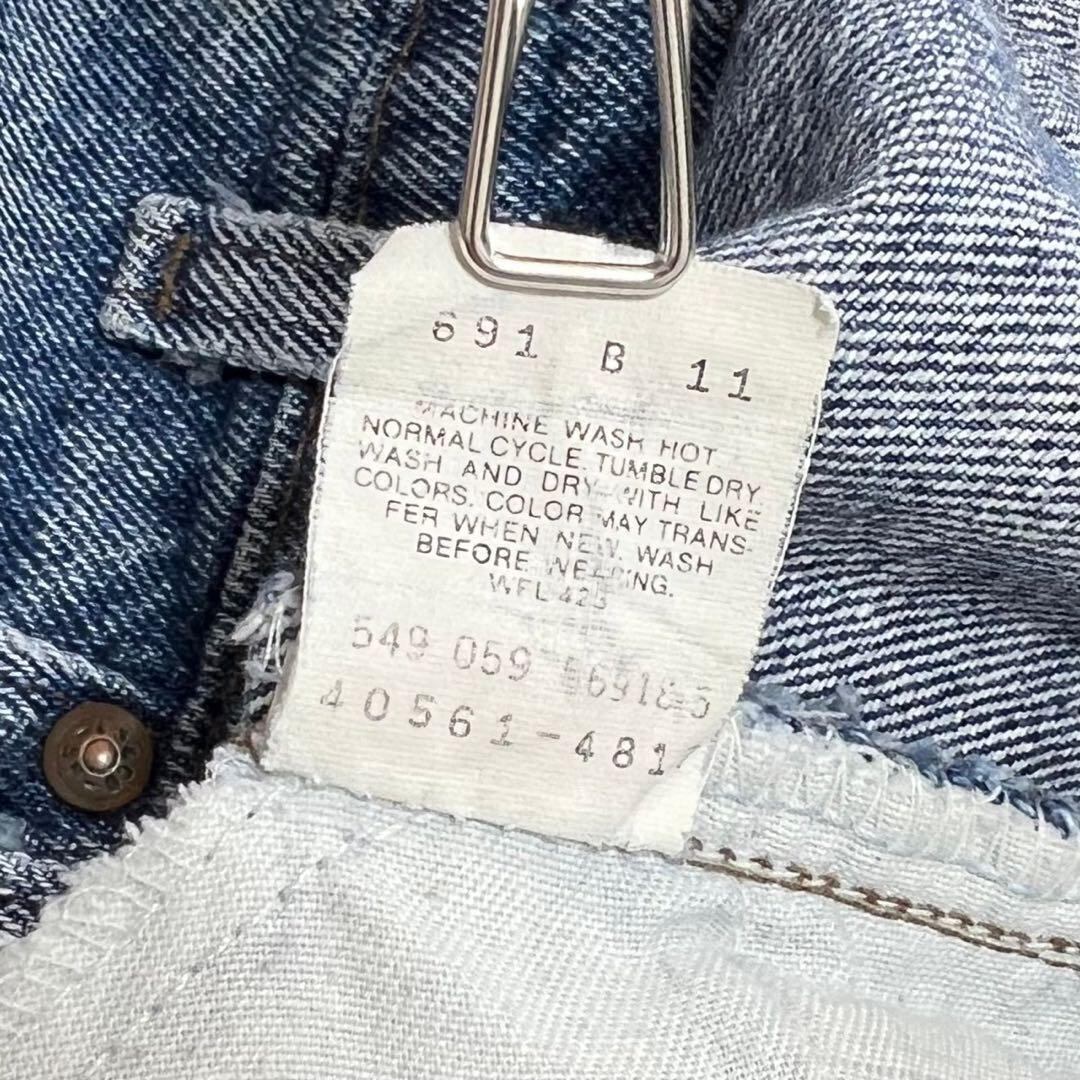 691 B 11
MACHINE WASH HOT
NORMAL CYCLE. TUMBLE DRY.
WASH AND DRY WITH LIKE
COLORS. COLOR MAY TRANS-
FER WHEN NEW. WASH
BEFORE WEARING.
WFL 423
549 059
40561-481